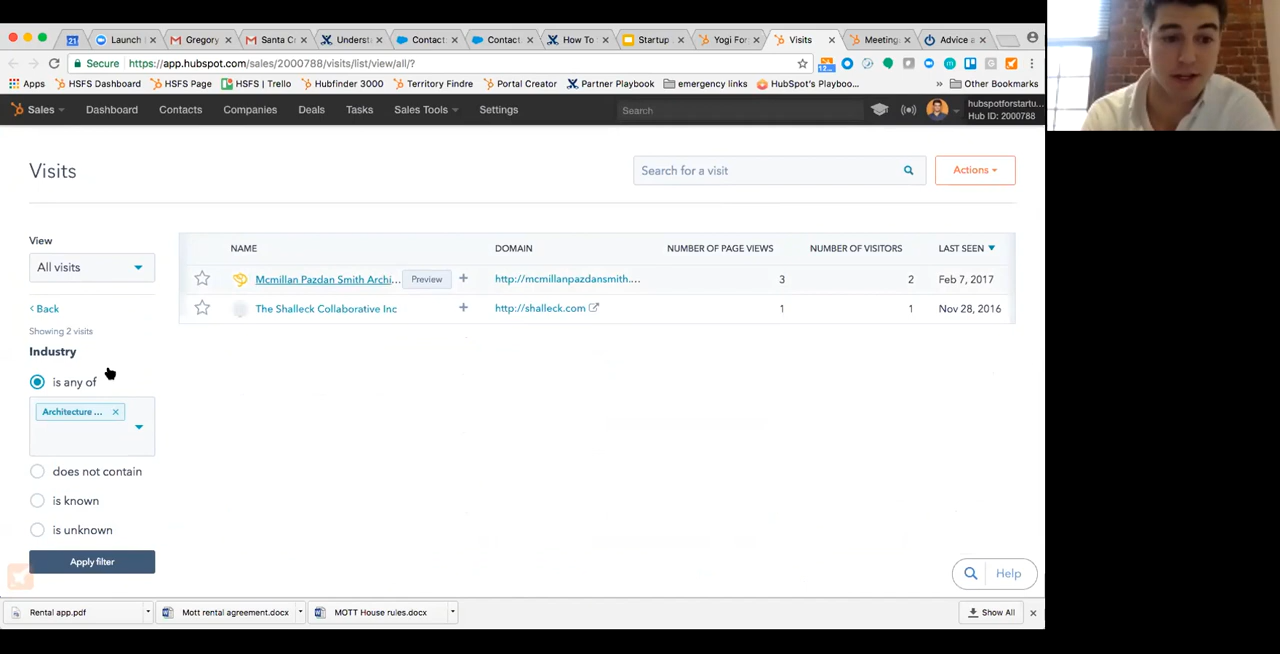 21 Launch Gregory Santa C Underst Contact: Contact How To Startup Yogi For Visits Meeting: Advice a
Secure https://app.hubspot.com/sales/2000788/visits/list/view/all/?
Apps HSFS Dashboard HSFS Page HSFS | Trello Hubfinder 3000 Territory Findre Portal Creator Partner Playbook emergency links HubSpot's Playboo... » Other Bookmarks
Sales Dashboard Contacts Companies Deals Tasks Sales Tools Settings Search hubspotforstartu...
Hub ID: 2000788
Visits Search for a visit Actions
View
All visits
Back
Showing 2 visits
Industry
is any of
Architecture ... ×
does not contain
is known
is unknown
Apply filter
NAME DOMAIN NUMBER OF PAGE VIEWS NUMBER OF VISITORS LAST SEEN
Mcmillan Pazdan Smith Archi... Preview + http://mcmillanpazdansmith.... 3 2 Feb 7, 2017
The Shalleck Collaborative Inc + http://shalleck.com 1 1 Nov 28, 2016
Help
Rental app.pdf Mott rental agreement.docx MOTT House rules.docx Show All